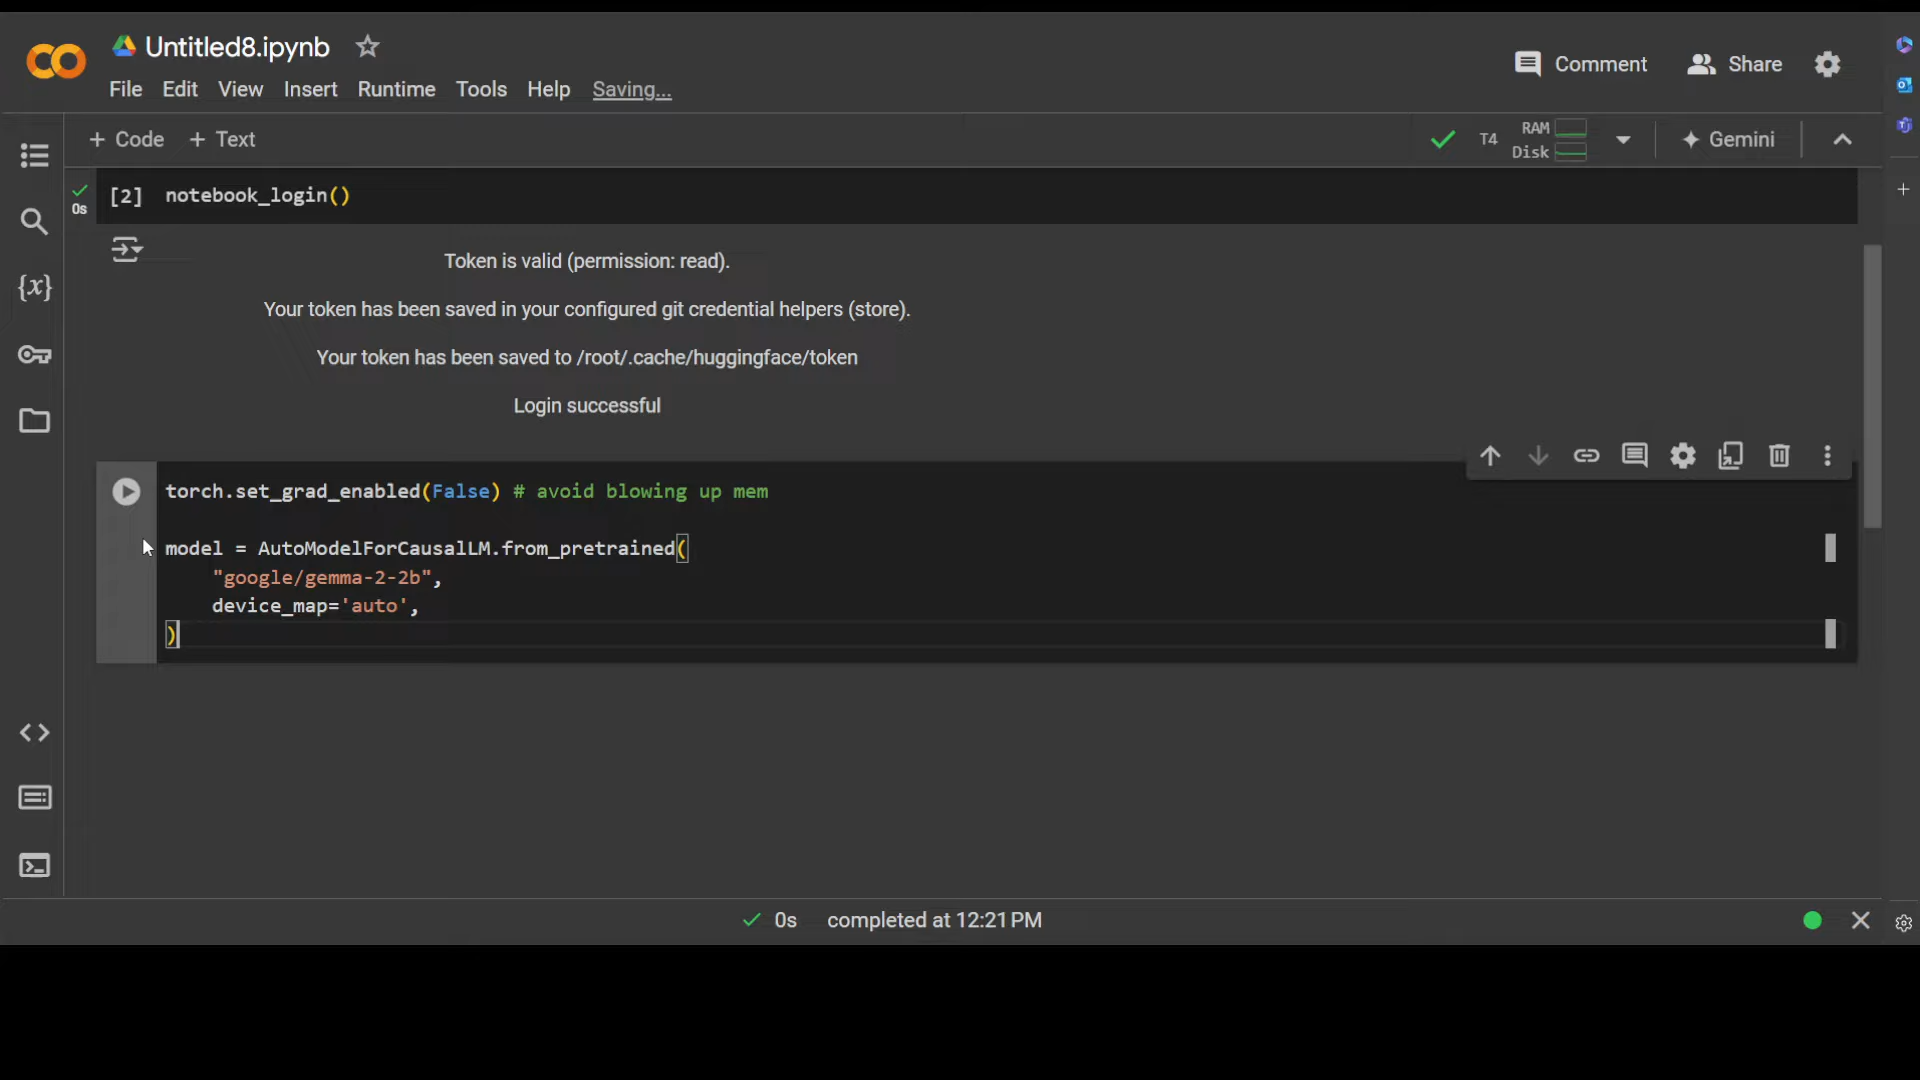 Untitled8.ipynb
File Edit View Insert Runtime Tools Help Saving...
Comment Share
+ Code + Text
T4 RAM Disk Gemini
0s [2] notebook_login()
Token is valid (permission: read).
Your token has been saved in your configured git credential helpers (store).
Your token has been saved to /root/.cache/huggingface/token
Login successful
torch.set_grad_enabled(False) # avoid blowing up mem
model = AutoModelForCausalLM.from_pretrained(
"google/gemma-2-2b",
device_map='auto',
)
0s completed at 12:21 PM